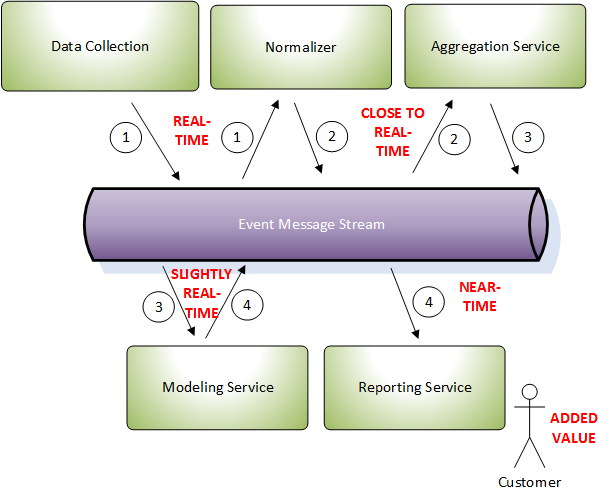 Data Collection
Normalizer
Aggregation Service
REAL-
TIME
CLOSE TO
REAL-
TIME
1
1
2
2
3
Event Message Stream
SLIGHTLY
REAL-
TIME
3
4
4
NEAR-
TIME
Modeling Service
Reporting Service
ADDED
VALUE
Customer